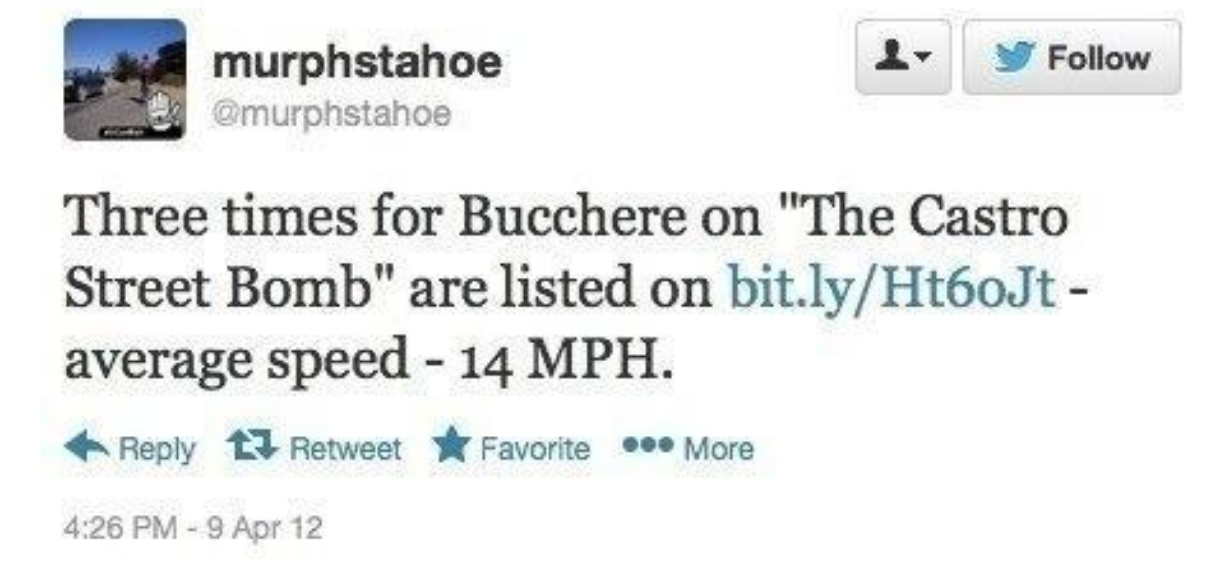 murphstahoe
@murphstahoe
Follow
Three times for Bucchere on "The Castro
Street Bomb" are listed on bit.ly/Ht6oJt -
average speed - 14 MPH.
Reply Retweet Favorite More
4:26 PM - 9 Apr 12